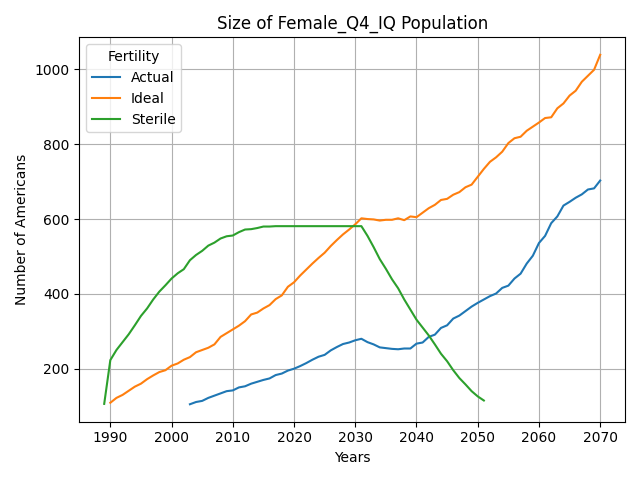 Size of Female_Q4_IQ Population
Fertility
Actual
Ideal
Sterile
Number of Americans
1000
800
600
400
200
1990 2000 2010 2020 2030 2040 2050 2060 2070
Years